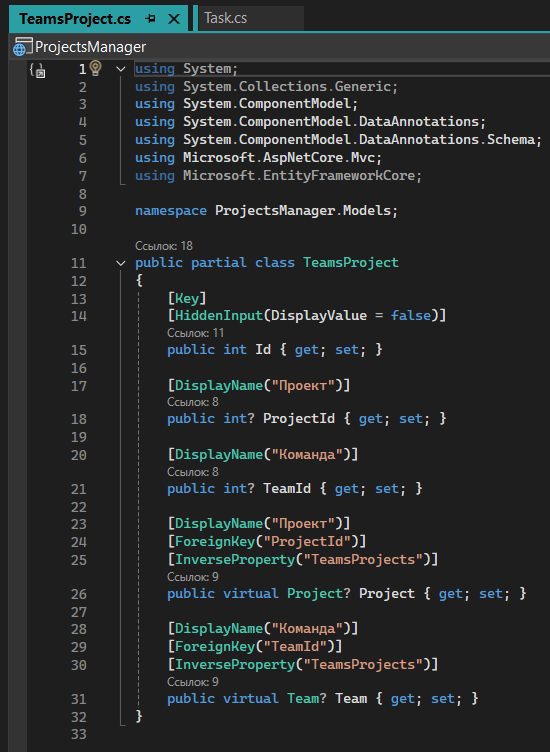 TeamsProject.cs
Task.cs
ProjectsManager
1 using System;
2 using System.Collections.Generic;
3 using System.ComponentModel;
4 using System.ComponentModel.DataAnnotations;
5 using System.ComponentModel.DataAnnotations.Schema;
6 using Microsoft.AspNetCore.Mvc;
7 using Microsoft.EntityFrameworkCore;
8
9 namespace ProjectsManager.Models;
10
Ссылок: 18
11 public partial class TeamsProject
12 {
13 [Key]
14 [HiddenInput(DisplayValue = false)]
Ссылок: 11
15 public int Id { get; set; }
16
17 [DisplayName("Проект")]
Ссылок: 8
18 public int? ProjectId { get; set; }
19
20 [DisplayName("Команда")]
Ссылок: 8
21 public int? TeamId { get; set; }
22
23 [DisplayName("Проект")]
24 [ForeignKey("ProjectId")]
25 [InverseProperty("TeamsProjects")]
Ссылок: 9
26 public virtual Project? Project { get; set; }
27
28 [DisplayName("Команда")]
29 [ForeignKey("TeamId")]
30 [InverseProperty("TeamsProjects")]
Ссылок: 9
31 public virtual Team? Team { get; set; }
32 }
33